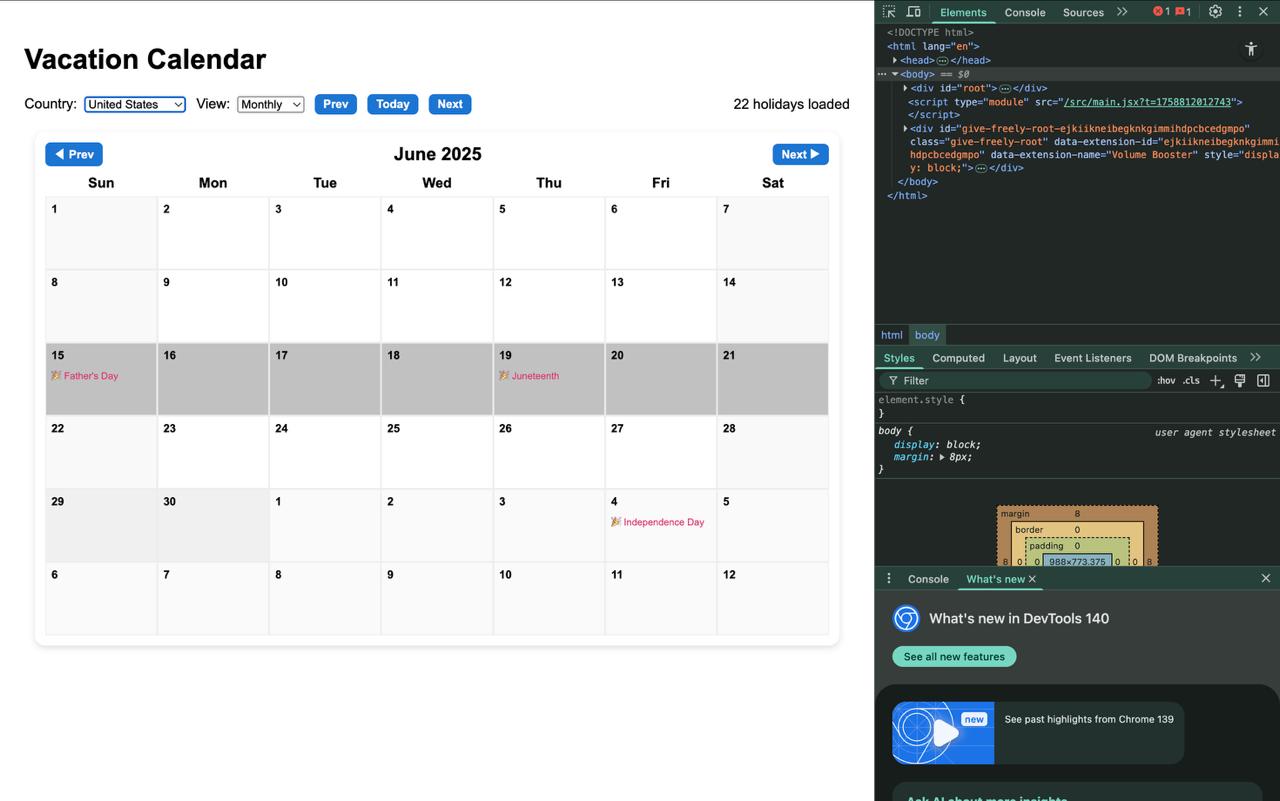 Vacation Calendar
Country: United States View: Monthly Prev Today Next 22 holidays loaded
◀ Prev June 2025 Next ▶
Sun Mon Tue Wed Thu Fri Sat
1 2 3 4 5 6 7
8 9 10 11 12 13 14
15 16 17 18 19 20 21
🎉 Father's Day 🎉 Juneteenth
22 23 24 25 26 27 28
29 30 1 2 3 4 5
🎉 Independence Day
6 7 8 9 10 11 12
Elements Console Sources 1 1
<!DOCTYPE html>
<html lang="en">
<head> </head>
<body> == $0
<div id="root"> </div>
<script type="module" src="/src/main.jsx?t=1758812012743">
</script>
<div id="give-freely-root-ejkiikneibegknkgimmihdpcbcedgmpo"
class="give-freely-root" data-extension-id="ejkiikneibegknkgimmi
hdpcbcedgmpo" data-extension-name="Volume Booster" style="displa
y: block;"> </div>
</body>
</html>
html body
Styles Computed Layout Event Listeners DOM Breakpoints
Filter :hov .cls
element.style {
}
body { user agent stylesheet
display: block;
margin: ▶ 8px;
}
margin 8
border 0
padding 0
8 0 0 988×773.375 0 0 8
Console What's new
What's new in DevTools 140
See all new features
new See past highlights from Chrome 139
Ask AI about more insights